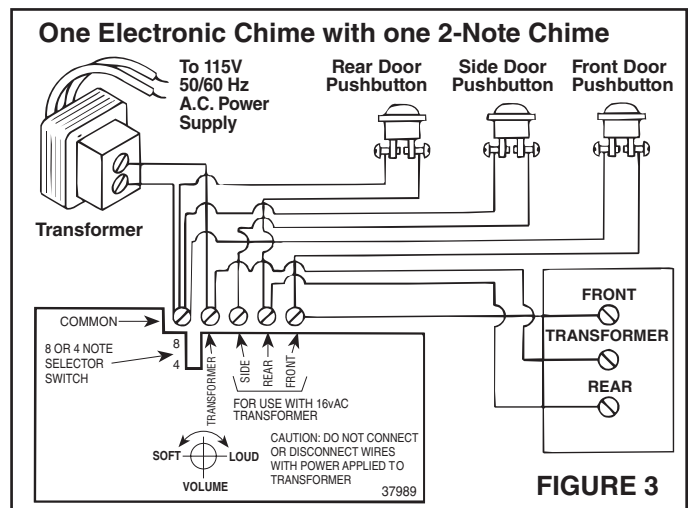 One Electronic Chime with one 2-Note Chime
To 115V
50/60 Hz
A.C. Power
Supply
Rear Door
Pushbutton
Side Door
Pushbutton
Front Door
Pushbutton
Transformer
COMMON
8 OR 4 NOTE
SELECTOR
SWITCH
8
4
TRANSFORMER
SIDE
REAR
FRONT
FOR USE WITH 16vAC
TRANSFORMER
SOFT
LOUD
VOLUME
CAUTION: DO NOT CONNECT
OR DISCONNECT WIRES
WITH POWER APPLIED TO
TRANSFORMER
37989
FRONT
TRANSFORMER
REAR
FIGURE 3